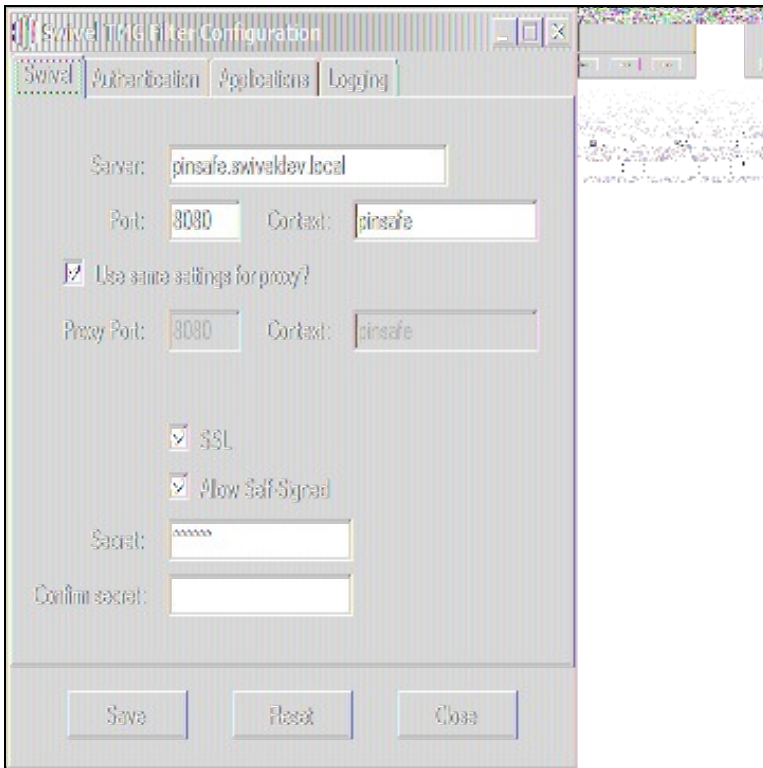 Swivel TMG Filter Configuration
Swivel Authentication Applications Logging
Server: pinsafe.swiveldev.local
Port: 8080 Context: pinsafe
Use same settings for proxy?
Proxy Port: 8080 Context: pinsafe
SSL
Allow Self-Signed
Secret: ******
Confirm secret:
Save Reset Close